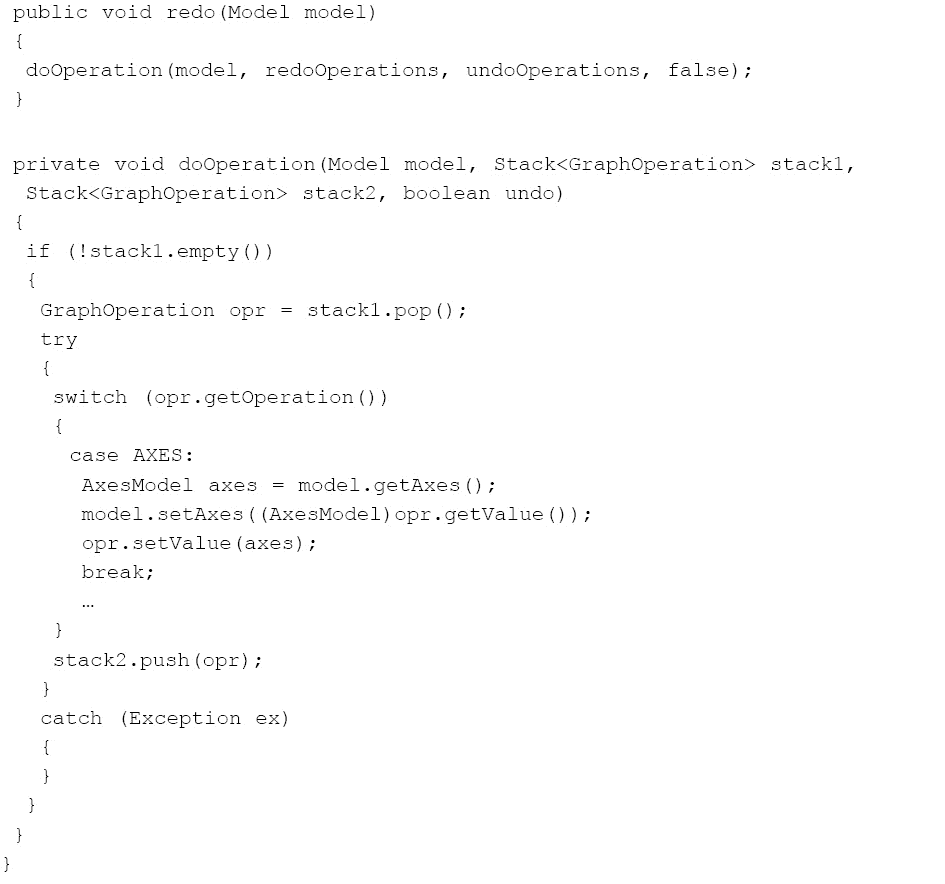 public void redo(Model model)
{
doOperation(model, redoOperations, undoOperations, false);
}
private void doOperation(Model model, Stack<GraphOperation> stack1,
Stack<GraphOperation> stack2, boolean undo)
{
if (!stack1.empty())
{
GraphOperation opr = stack1.pop();
try
{
switch (opr.getOperation())
{
case AXES:
AxesModel axes = model.getAxes();
model.setAxes((AxesModel)opr.getValue());
opr.setValue(axes);
break;
…
}
stack2.push(opr);
}
catch (Exception ex)
{
}
}
}
}